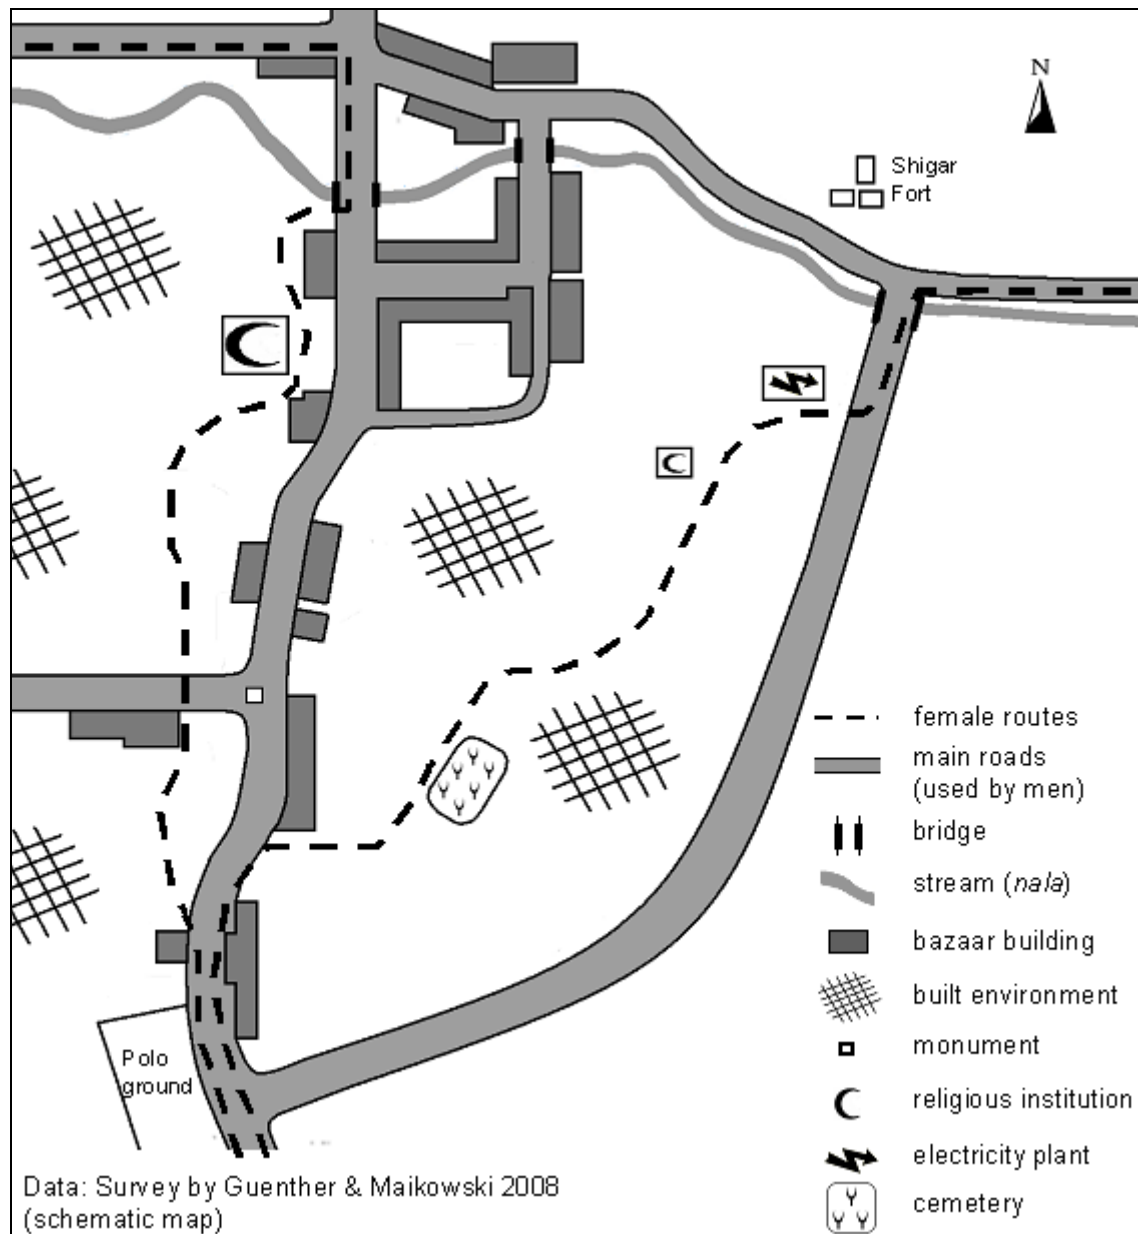 N
Shigar
Fort
female routes
main roads
(used by men)
bridge
stream (nala)
bazaar building
built environment
monument
religious institution
electricity plant
cemetery
Polo
ground
Data: Survey by Guenther & Maikowski 2008
(schematic map)